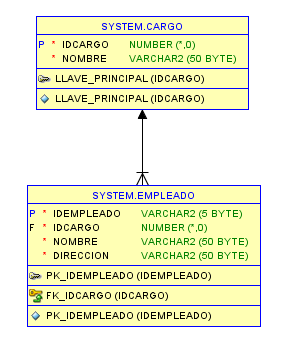 SYSTEM.CARGO
P * IDCARGO NUMBER (*,0)
* NOMBRE VARCHAR2 (50 BYTE)
LLAVE_PRINCIPAL (IDCARGO)
LLAVE_PRINCIPAL (IDCARGO)
SYSTEM.EMPLEADO
P * IDEMPLEADO VARCHAR2 (5 BYTE)
F * IDCARGO NUMBER (*,0)
* NOMBRE VARCHAR2 (50 BYTE)
* DIRECCION VARCHAR2 (50 BYTE)
PK_IDEMPLEADO (IDEMPLEADO)
FK_IDCARGO (IDCARGO)
PK_IDEMPLEADO (IDEMPLEADO)